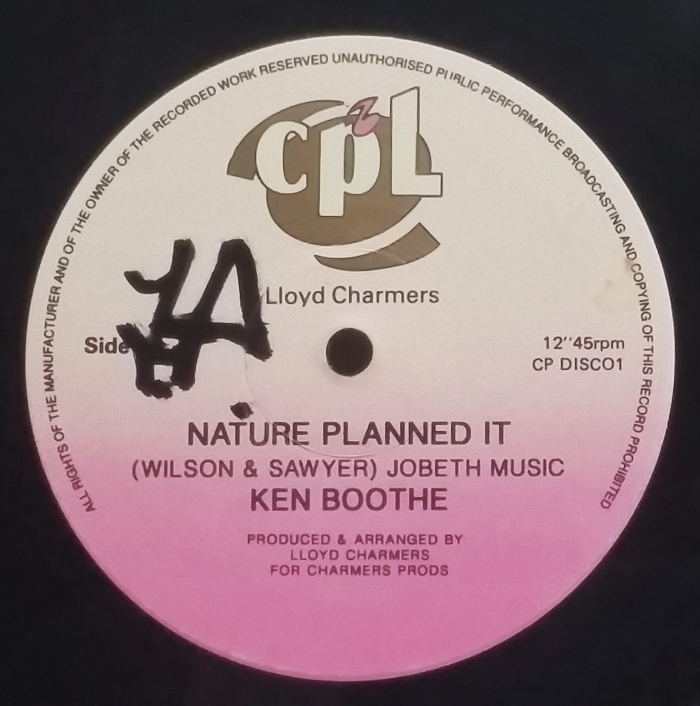 ALL RIGHTS OF THE MANUFACTURER AND OF THE OWNER OF THE RECORDED WORK RESERVED UNAUTHORISED PUBLIC PERFORMANCE BROADCASTING AND COPYING OF THIS RECORD PROHIBITED
cpL
Lloyd Charmers
Side
12''45rpm
CP DISCO1
NATURE PLANNED IT
(WILSON & SAWYER) JOBETH MUSIC
KEN BOOTHE
PRODUCED & ARRANGED BY
LLOYD CHARMERS
FOR CHARMERS PRODS